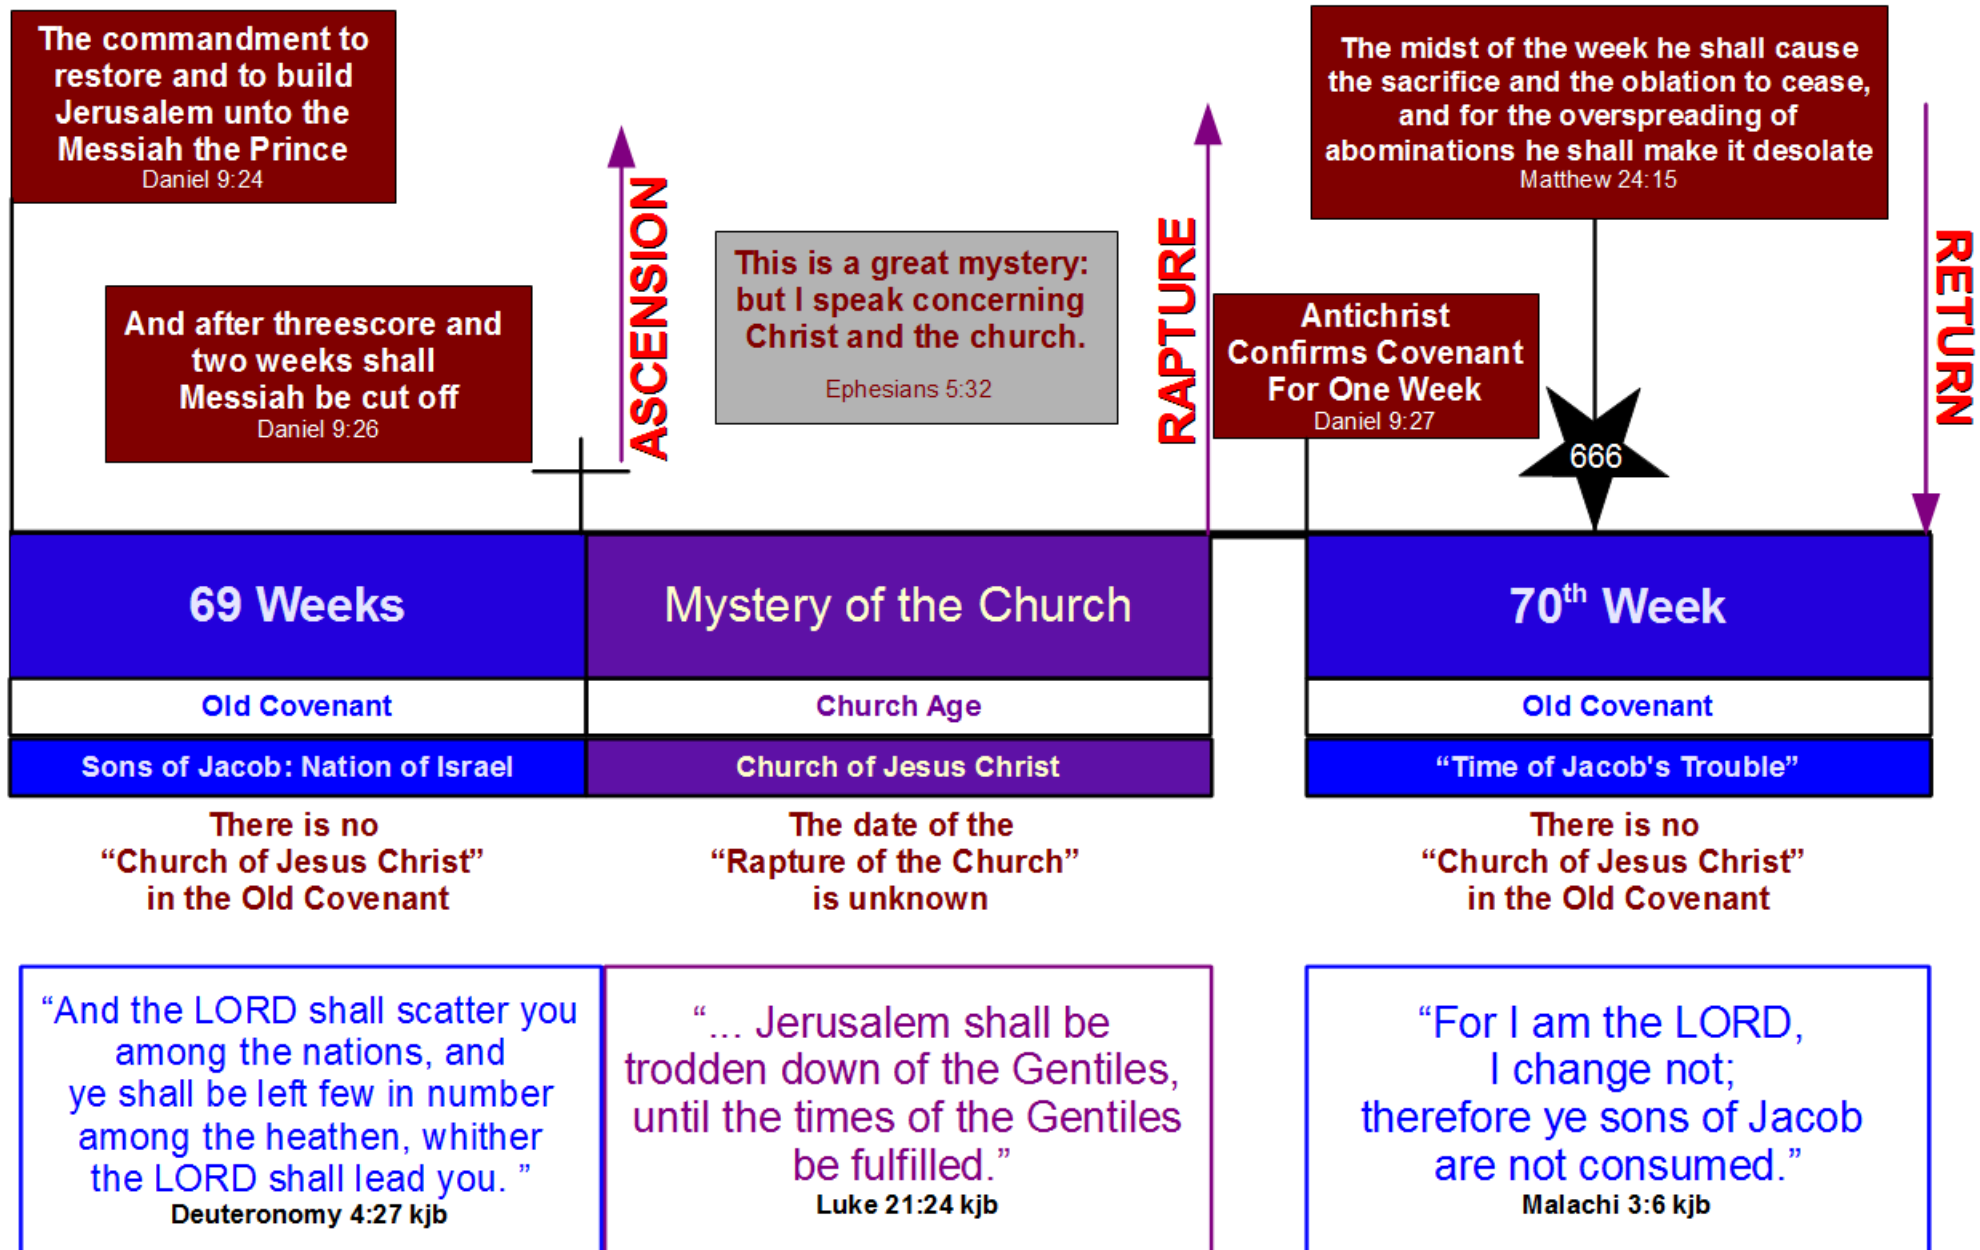 The commandment to
restore and to build
Jerusalem unto the
Messiah the Prince
Daniel 9:24
And after threescore and
two weeks shall
Messiah be cut off
Daniel 9:26
ASCENSION
This is a great mystery:
but I speak concerning
Christ and the church.
Ephesians 5:32
RAPTURE
Antichrist
Confirms Covenant
For One Week
Daniel 9:27
The midst of the week he shall cause
the sacrifice and the oblation to cease,
and for the overspreading of
abominations he shall make it desolate
Matthew 24:15
666
RETURN
69 Weeks
Mystery of the Church
70th Week
Old Covenant
Church Age
Old Covenant
Sons of Jacob: Nation of Israel
Church of Jesus Christ
“Time of Jacob's Trouble”
There is no
“Church of Jesus Christ”
in the Old Covenant
The date of the
“Rapture of the Church”
is unknown
There is no
“Church of Jesus Christ”
in the Old Covenant
“And the LORD shall scatter you
among the nations, and
ye shall be left few in number
among the heathen, whither
the LORD shall lead you. ”
Deuteronomy 4:27 kjb
“... Jerusalem shall be
trodden down of the Gentiles,
until the times of the Gentiles
be fulfilled.”
Luke 21:24 kjb
“For I am the LORD,
I change not;
therefore ye sons of Jacob
are not consumed.”
Malachi 3:6 kjb